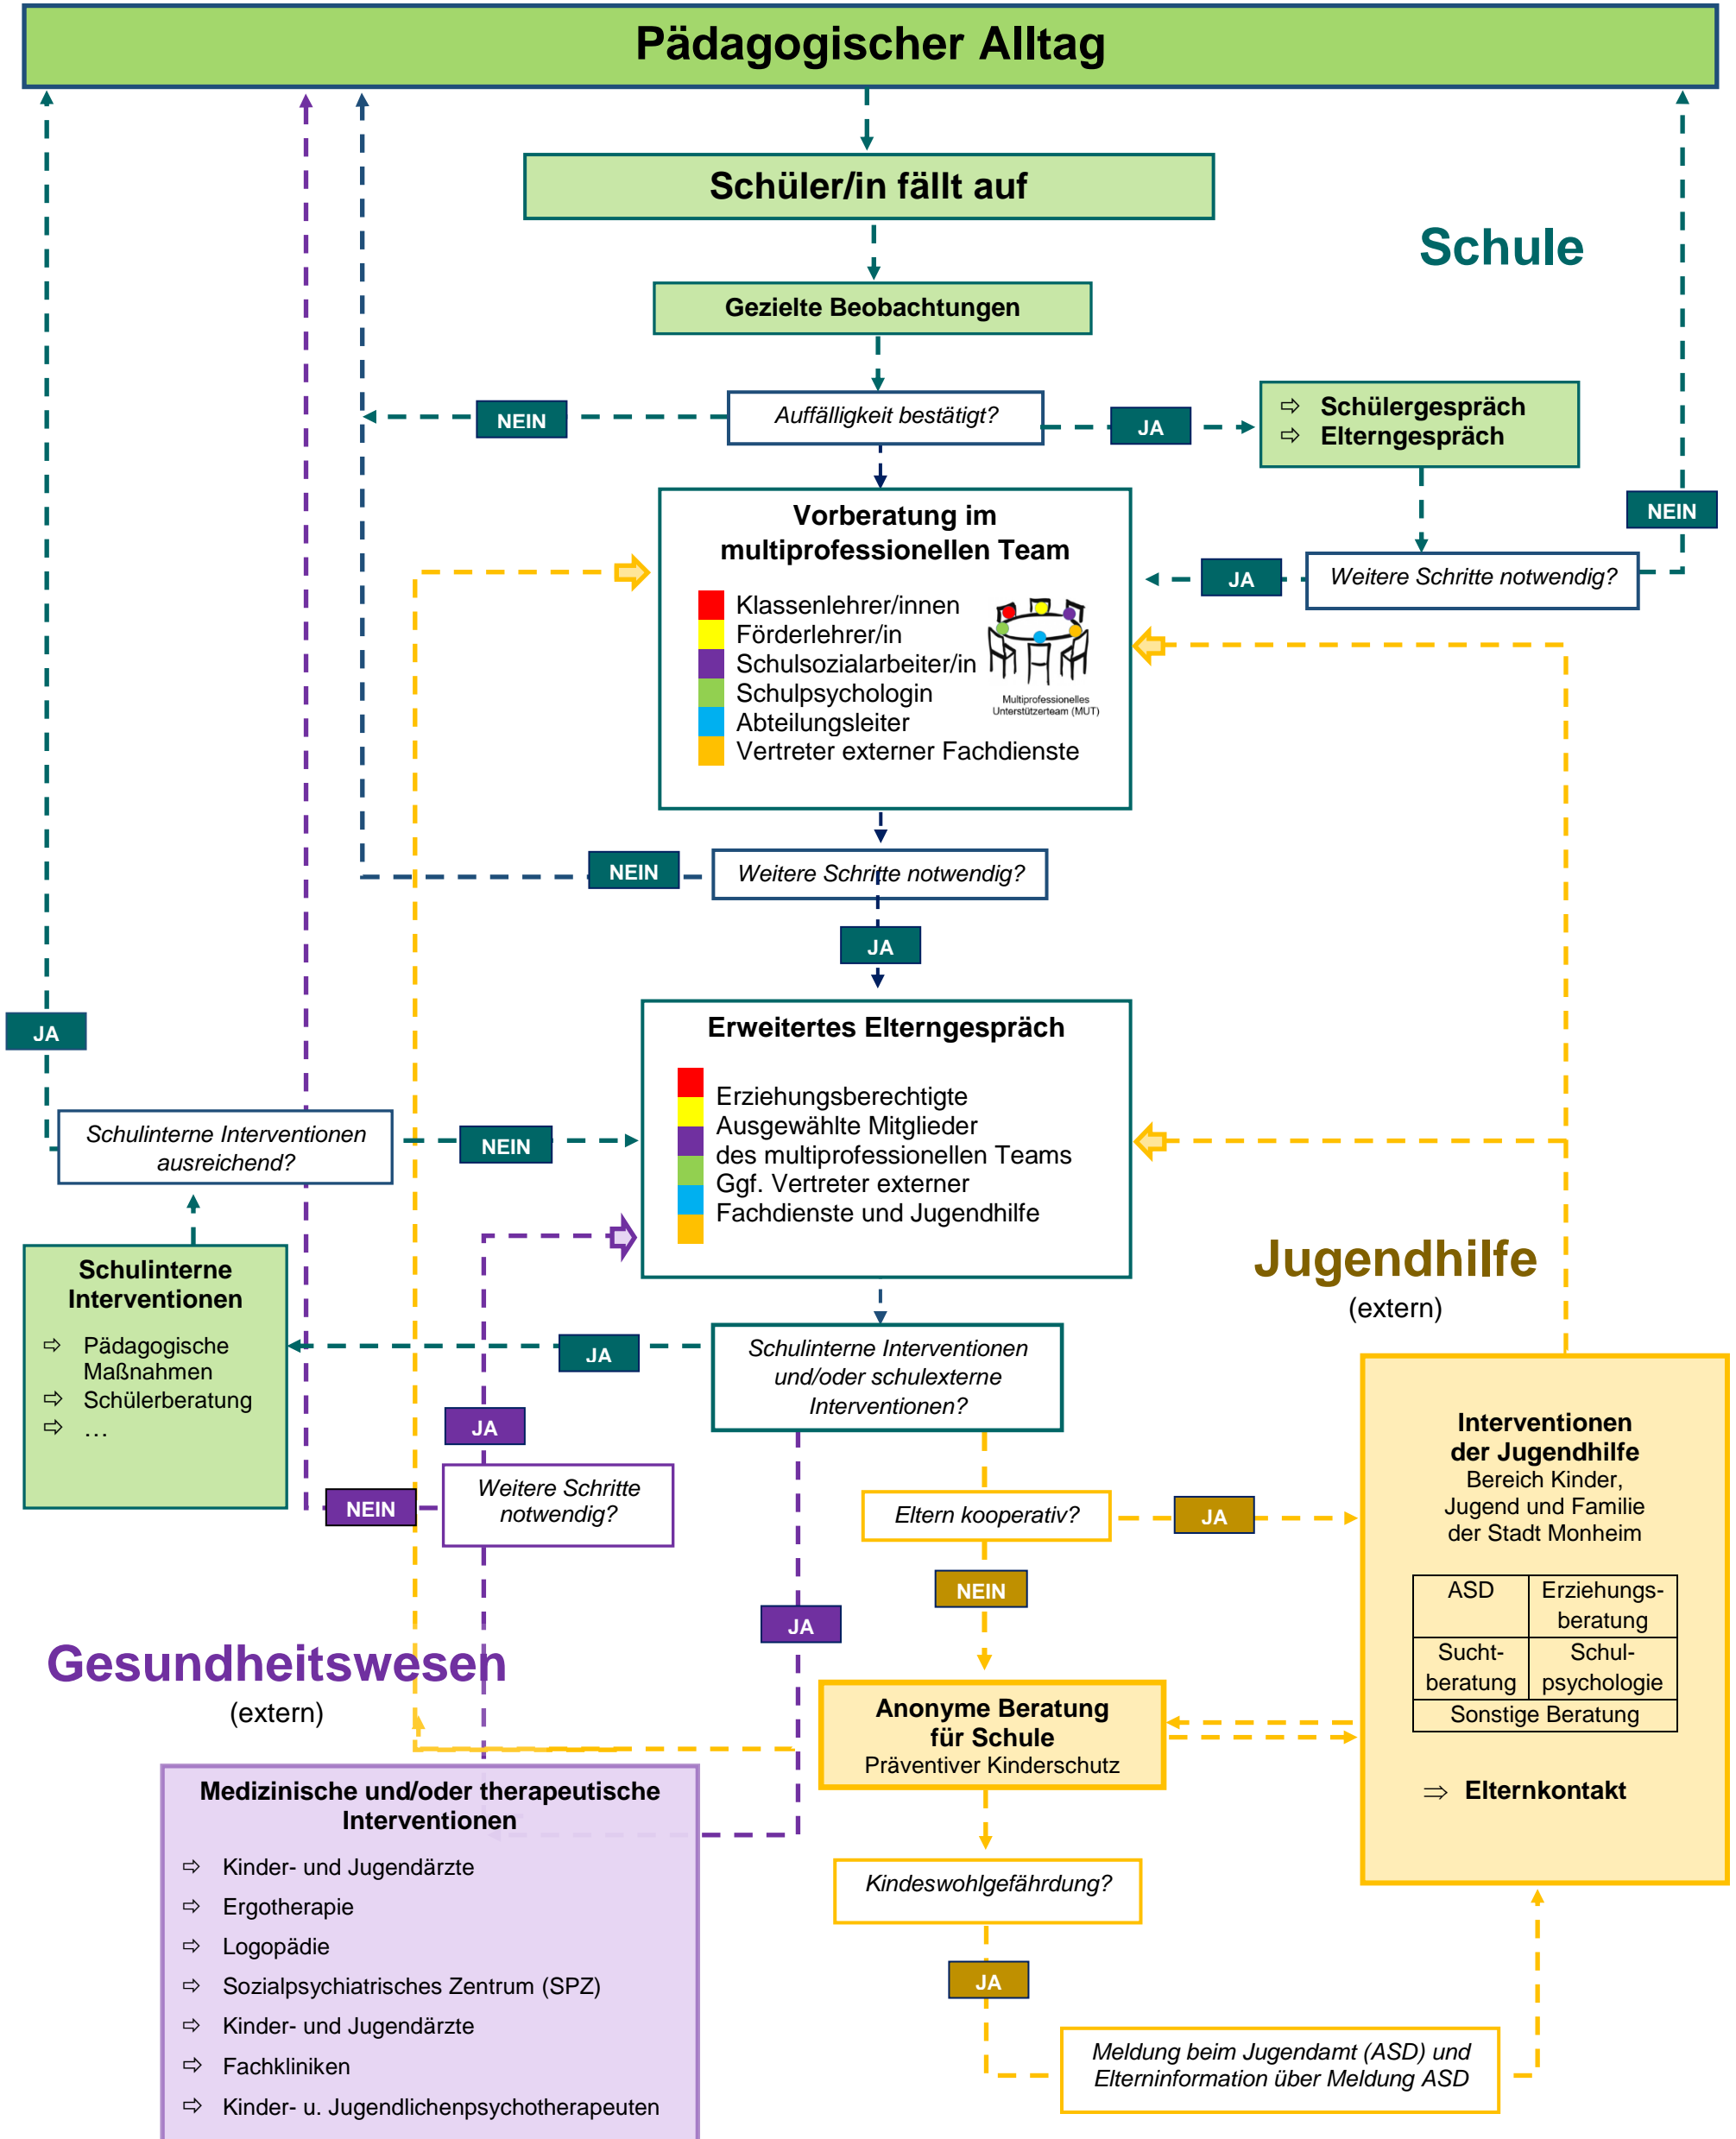 Pädagogischer Alltag
Schüler/in fällt auf
Schule
Gezielte Beobachtungen
NEIN
Auffälligkeit bestätigt?
JA
⇨ Schülergespräch
⇨ Elterngespräch
NEIN
Vorberatung im
multiprofessionellen Team
JA
Weitere Schritte notwendig?
Klassenlehrer/innen
Förderlehrer/in
Schulsozialarbeiter/in
Schulpsychologin
Abteilungsleiter
Vertreter externer Fachdienste
Multiprofessionelles
Unterstützerteam (MUT)
NEIN
Weitere Schritte notwendig?
JA
JA
Erweitertes Elterngespräch
Erziehungsberechtigte
Ausgewählte Mitglieder
des multiprofessionellen Teams
Ggf. Vertreter externer
Fachdienste und Jugendhilfe
Schulinterne Interventionen
ausreichend?
NEIN
Schulinterne
Interventionen
⇨ Pädagogische
Maßnahmen
⇨ Schülerberatung
⇨ …
Jugendhilfe
(extern)
JA
Schulinterne Interventionen
und/oder schulexterne
Interventionen?
JA
Weitere Schritte
notwendig?
NEIN
Eltern kooperativ?
JA
NEIN
JA
Interventionen
der Jugendhilfe
Bereich Kinder,
Jugend und Familie
der Stadt Monheim
ASD
Erziehungs-
beratung
Sucht-
beratung
Schul-
psychologie
Sonstige Beratung
⇒ Elternkontakt
Gesundheitswesen
(extern)
Anonyme Beratung
für Schule
Präventiver Kinderschutz
Medizinische und/oder therapeutische
Interventionen
⇨ Kinder- und Jugendärzte
⇨ Ergotherapie
⇨ Logopädie
⇨ Sozialpsychiatrisches Zentrum (SPZ)
⇨ Kinder- und Jugendärzte
⇨ Fachkliniken
⇨ Kinder- u. Jugendlichenpsychotherapeuten
Kindeswohlgefährdung?
JA
Meldung beim Jugendamt (ASD) und
Elterninformation über Meldung ASD